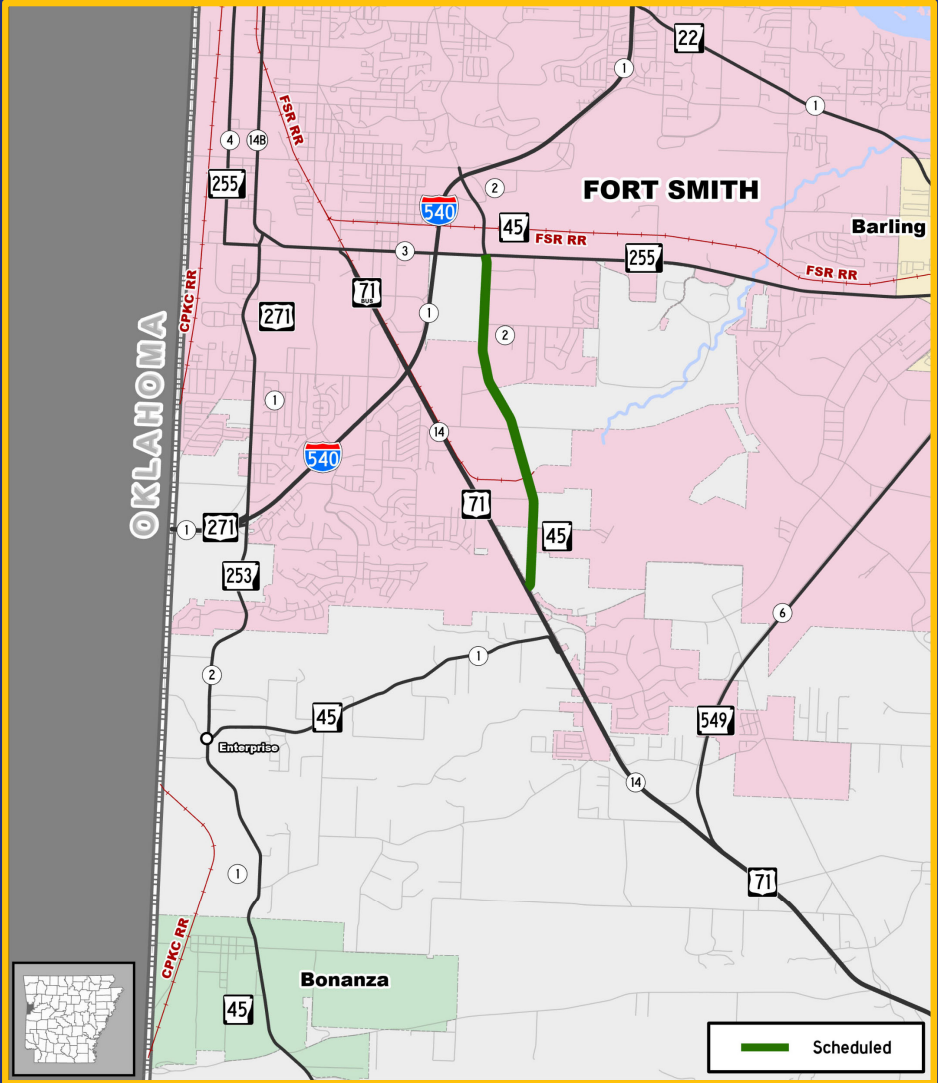 22
1
1
FSR RR
4
14B
255
2
FORT SMITH
540
45
Barling
FSR RR
3
255
FSR RR
71
BUS
CPKC RR
271
1
2
OKLAHOMA
1
14
540
71
1
271
45
253
6
1
2
45
549
Enterprise
14
1
71
CPKC RR
Bonanza
45
Scheduled